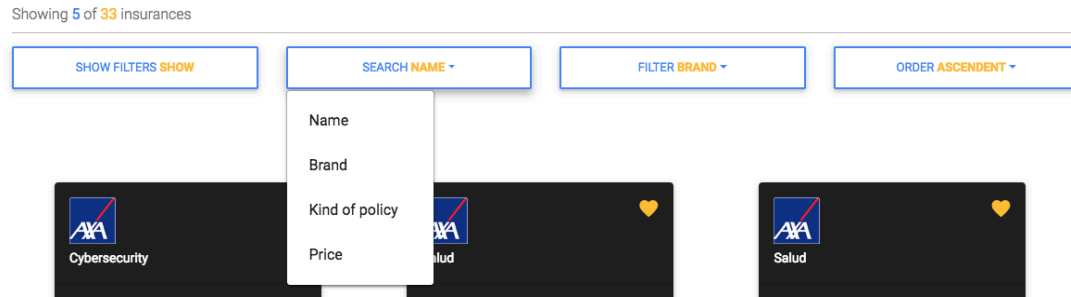 Showing 5 of 33 insurances
SHOW FILTERS SHOW
SEARCH NAME
FILTER BRAND
ORDER ASCENDENT
Name
Brand
Kind of policy
Price
AXA
Cybersecurity
AXA
lud
AXA
Salud